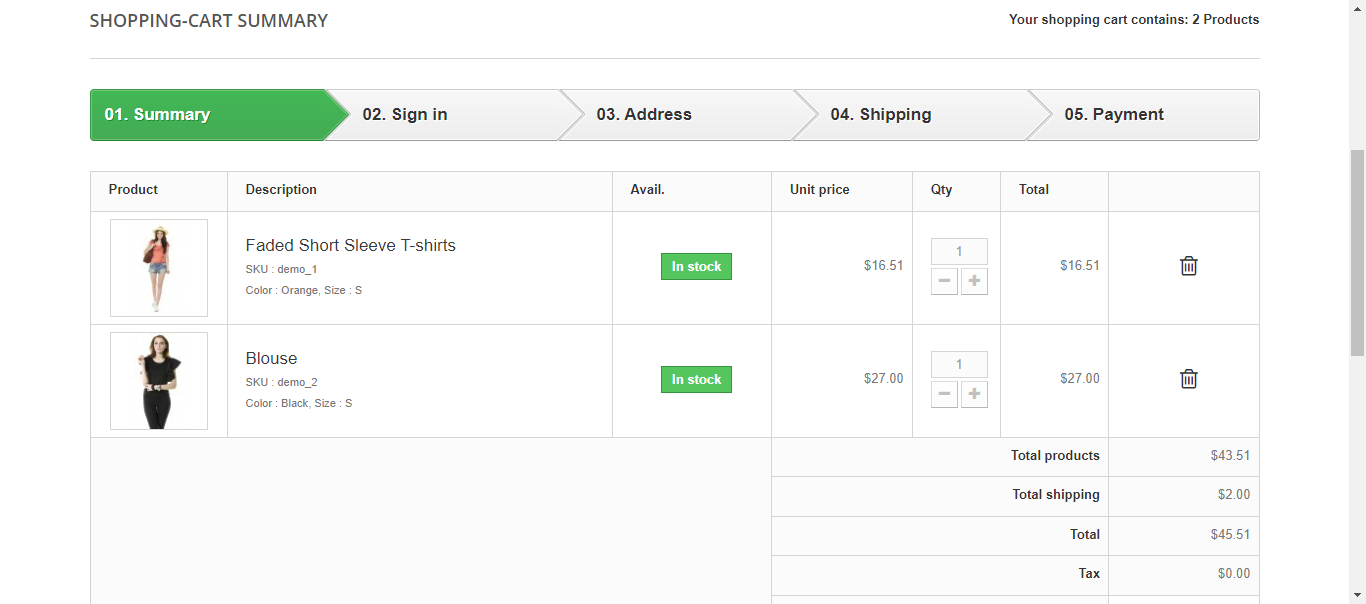 SHOPPING-CART SUMMARY
Your shopping cart contains: 2 Products
01. Summary
02. Sign in
03. Address
04. Shipping
05. Payment
Product
Description
Avail.
Unit price
Qty
Total
Faded Short Sleeve T-shirts
SKU : demo_1
Color : Orange, Size : S
In stock
$16.51
1
$16.51
Blouse
SKU : demo_2
Color : Black, Size : S
In stock
$27.00
1
$27.00
Total products
$43.51
Total shipping
$2.00
Total
$45.51
Tax
$0.00